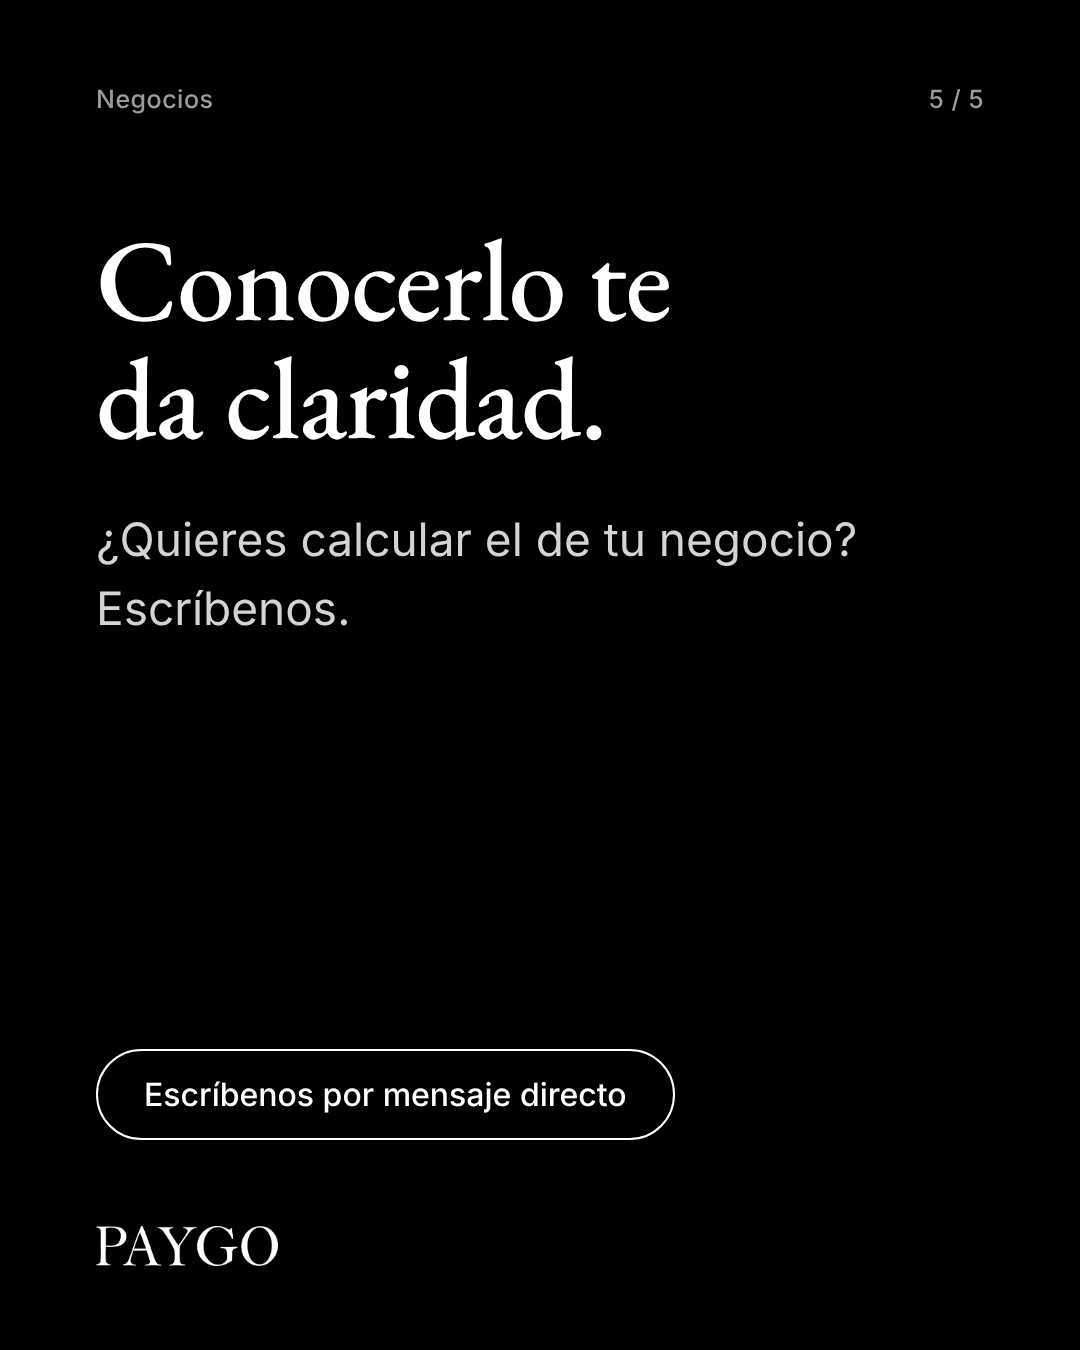 Negocios
5 / 5
Conocerlo te
da claridad.
¿Quieres calcular el de tu negocio?
Escríbenos.
Escríbenos por mensaje directo
PAYGO